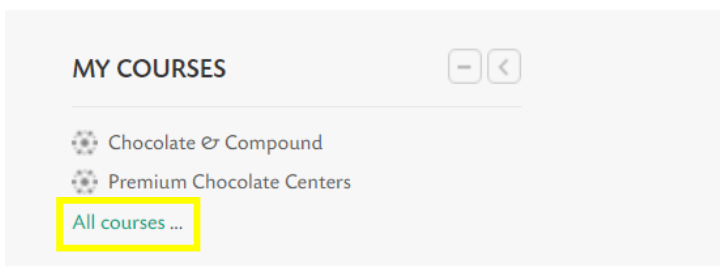 MY COURSES
Chocolate & Compound
Premium Chocolate Centers
All courses ...